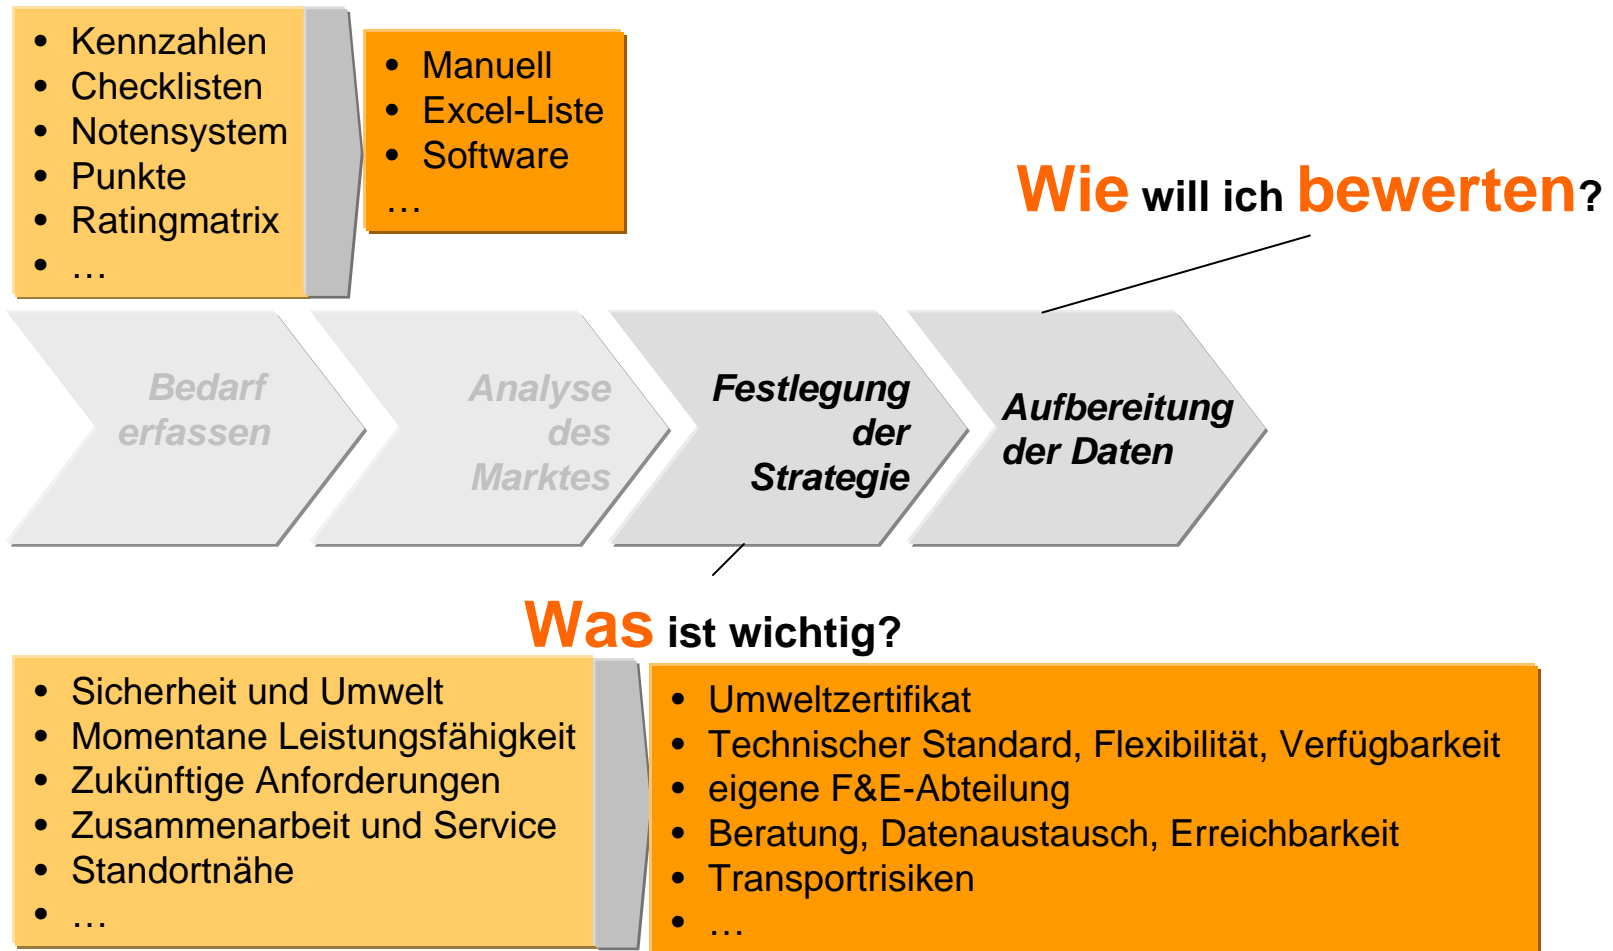 • Kennzahlen
• Checklisten
• Notensystem
• Punkte
• Ratingmatrix
• …
• Manuell
• Excel-Liste
• Software
…
Wie will ich bewerten?
Bedarf
erfassen
Analyse
des
Marktes
Festlegung
der
Strategie
Aufbereitung
der Daten
Was ist wichtig?
• Sicherheit und Umwelt
• Momentane Leistungsfähigkeit
• Zukünftige Anforderungen
• Zusammenarbeit und Service
• Standortnähe
• …
• Umweltzertifikat
• Technischer Standard, Flexibilität, Verfügbarkeit
• eigene F&E-Abteilung
• Beratung, Datenaustausch, Erreichbarkeit
• Transportrisiken
• …